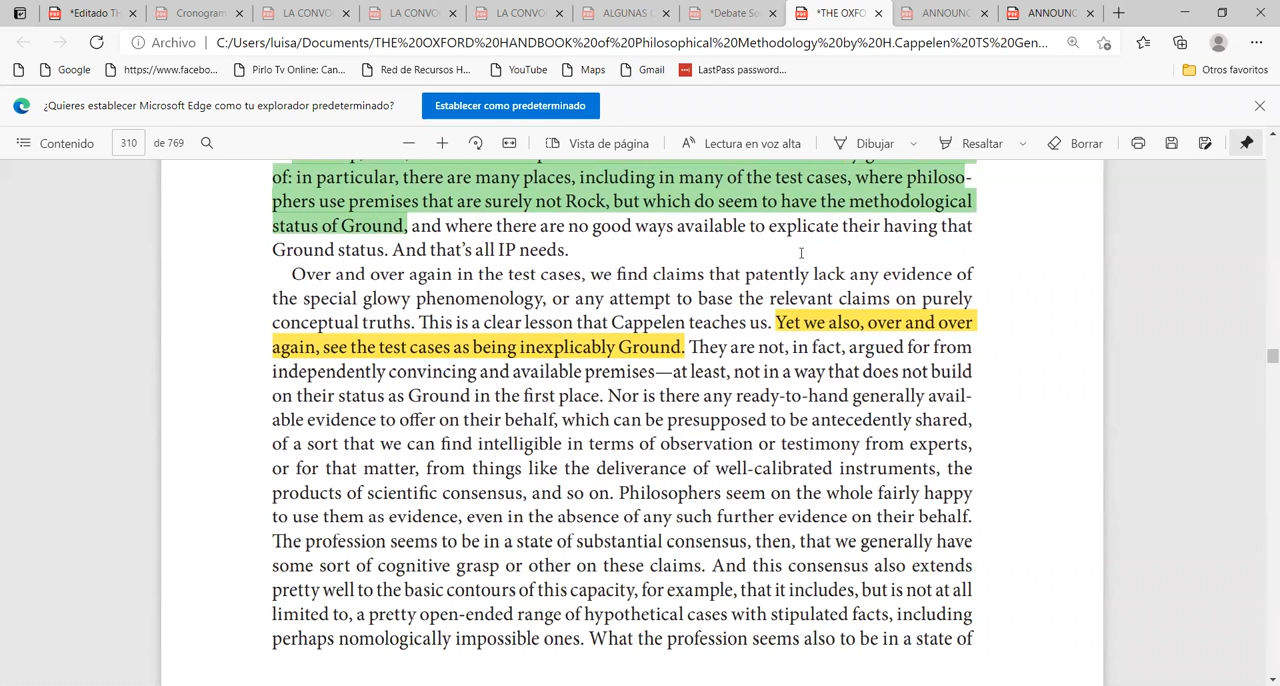 *Editado TH
Cronogram
LA CONVO
LA CONVO
LA CONVO
ALGUNAS C
*Debate So
*THE OXFO
ANNOUNC
ANNOUNC
Archivo
C:/Users/luisa/Documents/THE%20OXFORD%20HANDBOOK%20of%20Philosophical%20Methodology%20by%20H.Cappelen%20TS%20Gen...
Google
https://www.facebo...
Pirlo Tv Online: Can...
Red de Recursos H...
YouTube
Maps
Gmail
LastPass password...
Otros favoritos
¿Quieres establecer Microsoft Edge como tu explorador predeterminado?
Establecer como predeterminado
Contenido
310
de 769
Vista de página
Lectura en voz alta
Dibujar
Resaltar
Borrar
of: in particular, there are many places, including in many of the test cases, where philoso-
phers use premises that are surely not Rock, but which do seem to have the methodological
status of Ground, and where there are no good ways available to explicate their having that
Ground status. And that's all IP needs.
Over and over again in the test cases, we find claims that patently lack any evidence of
the special glowy phenomenology, or any attempt to base the relevant claims on purely
conceptual truths. This is a clear lesson that Cappelen teaches us. Yet we also, over and over
again, see the test cases as being inexplicably Ground. They are not, in fact, argued for from
independently convincing and available premises—at least, not in a way that does not build
on their status as Ground in the first place. Nor is there any ready-to-hand generally avail-
able evidence to offer on their behalf, which can be presupposed to be antecedently shared,
of a sort that we can find intelligible in terms of observation or testimony from experts,
or for that matter, from things like the deliverance of well-calibrated instruments, the
products of scientific consensus, and so on. Philosophers seem on the whole fairly happy
to use them as evidence, even in the absence of any such further evidence on their behalf.
The profession seems to be in a state of substantial consensus, then, that we generally have
some sort of cognitive grasp or other on these claims. And this consensus also extends
pretty well to the basic contours of this capacity, for example, that it includes, but is not at all
limited to, a pretty open-ended range of hypothetical cases with stipulated facts, including
perhaps nomologically impossible ones. What the profession seems also to be in a state of